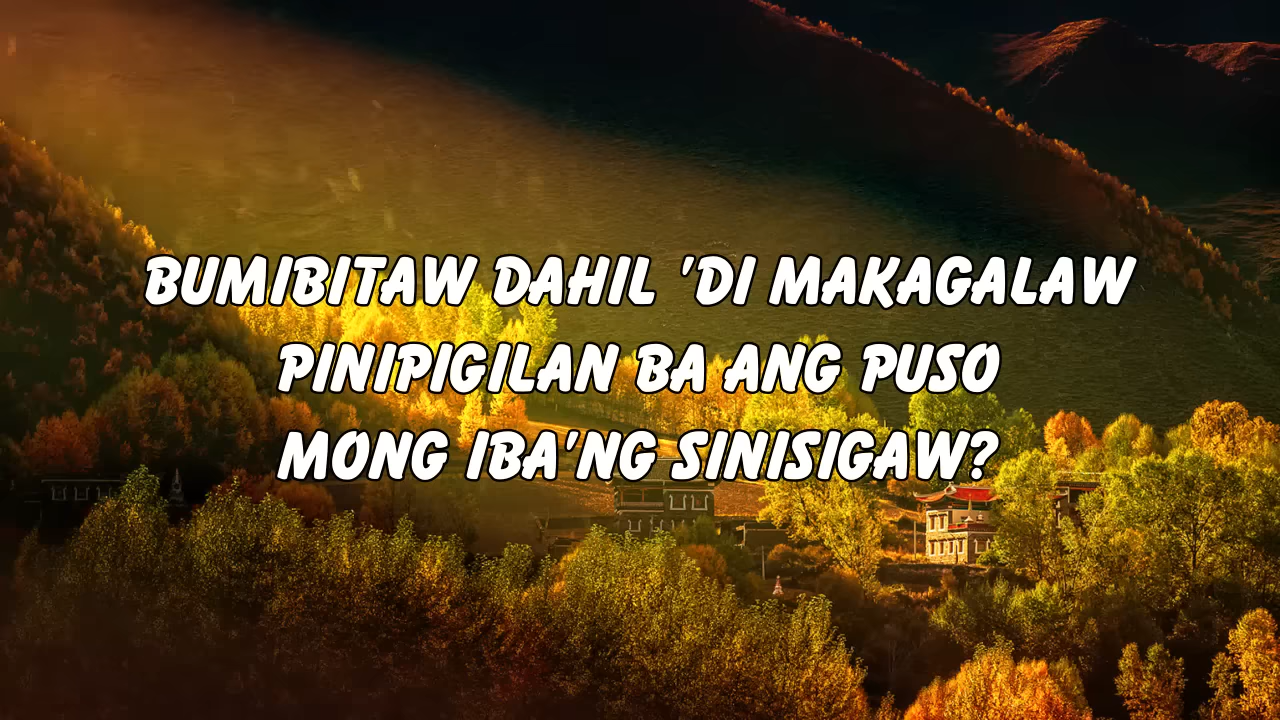 BUMIBITAW DAHIL 'DI MAKAGALAW
PINIPIGILAN BA ANG PUSO
MONG IBA'NG SINISIGAW?